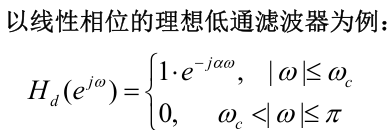 以线性相位的理想低通滤波器为例：
H_d(e^{jω}) = { 1·e^{-jαω}, |ω| ≤ ω_c
0, ω_c < |ω| ≤ π